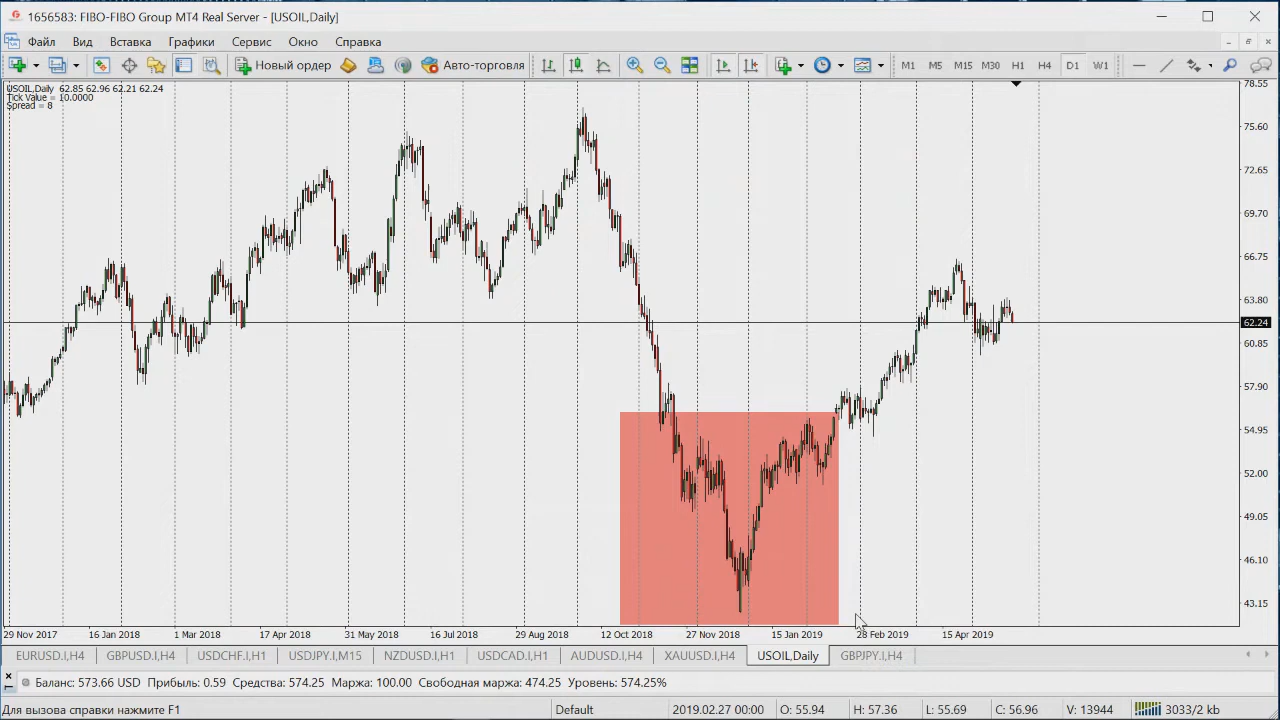 1656583: FIBO-FIBO Group MT4 Real Server - [USOIL,Daily]
Файл Вид Вставка Графики Сервис Окно Справка
Новый ордер Авто-торговля M1 M5 M15 M30 H1 H4 D1 W1
USOIL,Daily 62.85 62.96 62.21 62.24
Tick Value = 10.0000
Spread = 8
78.55
75.60
72.65
69.70
66.75
63.80
62.24
60.85
57.90
54.95
52.00
49.05
46.10
43.15
29 Nov 2017 16 Jan 2018 1 Mar 2018 17 Apr 2018 31 May 2018 16 Jul 2018 29 Aug 2018 12 Oct 2018 27 Nov 2018 15 Jan 2019 28 Feb 2019 15 Apr 2019
EURUSD.I,H4 GBPUSD.I,H4 USDCHF.I,H1 USDJPY.I,M15 NZDUSD.I,H1 USDCAD.I,H1 AUDUSD.I,H4 XAUUSD.I,H4 USOIL,Daily GBPJPY.I,H4
Баланс: 573.66 USD Прибыль: 0.59 Средства: 574.25 Маржа: 100.00 Свободная маржа: 474.25 Уровень: 574.25%
Для вызова справки нажмите F1 Default 2019.02.27 00:00 O: 55.94 H: 57.36 L: 55.69 C: 56.96 V: 13944 3033/2 kb